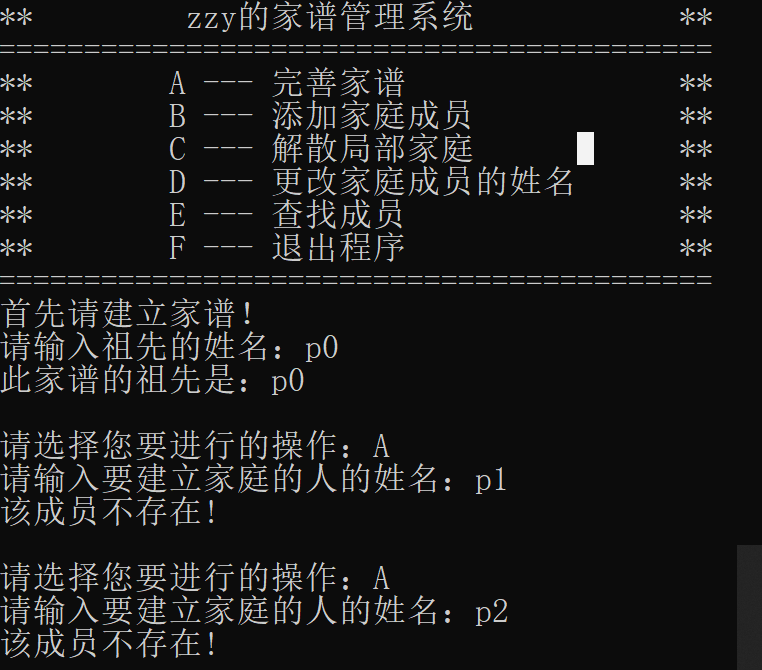 ** zzy的家谱管理系统 **
==========================================
** A --- 完善家谱 **
** B --- 添加家庭成员 **
** C --- 解散局部家庭 **
** D --- 更改家庭成员的姓名 **
** E --- 查找成员 **
** F --- 退出程序 **
==========================================
首先请建立家谱!
请输入祖先的姓名: p0
此家谱的祖先是: p0
请选择您要进行的操作: A
请输入要建立家庭的人的姓名: p1
该成员不存在!
请选择您要进行的操作: A
请输入要建立家庭的人的姓名: p2
该成员不存在!